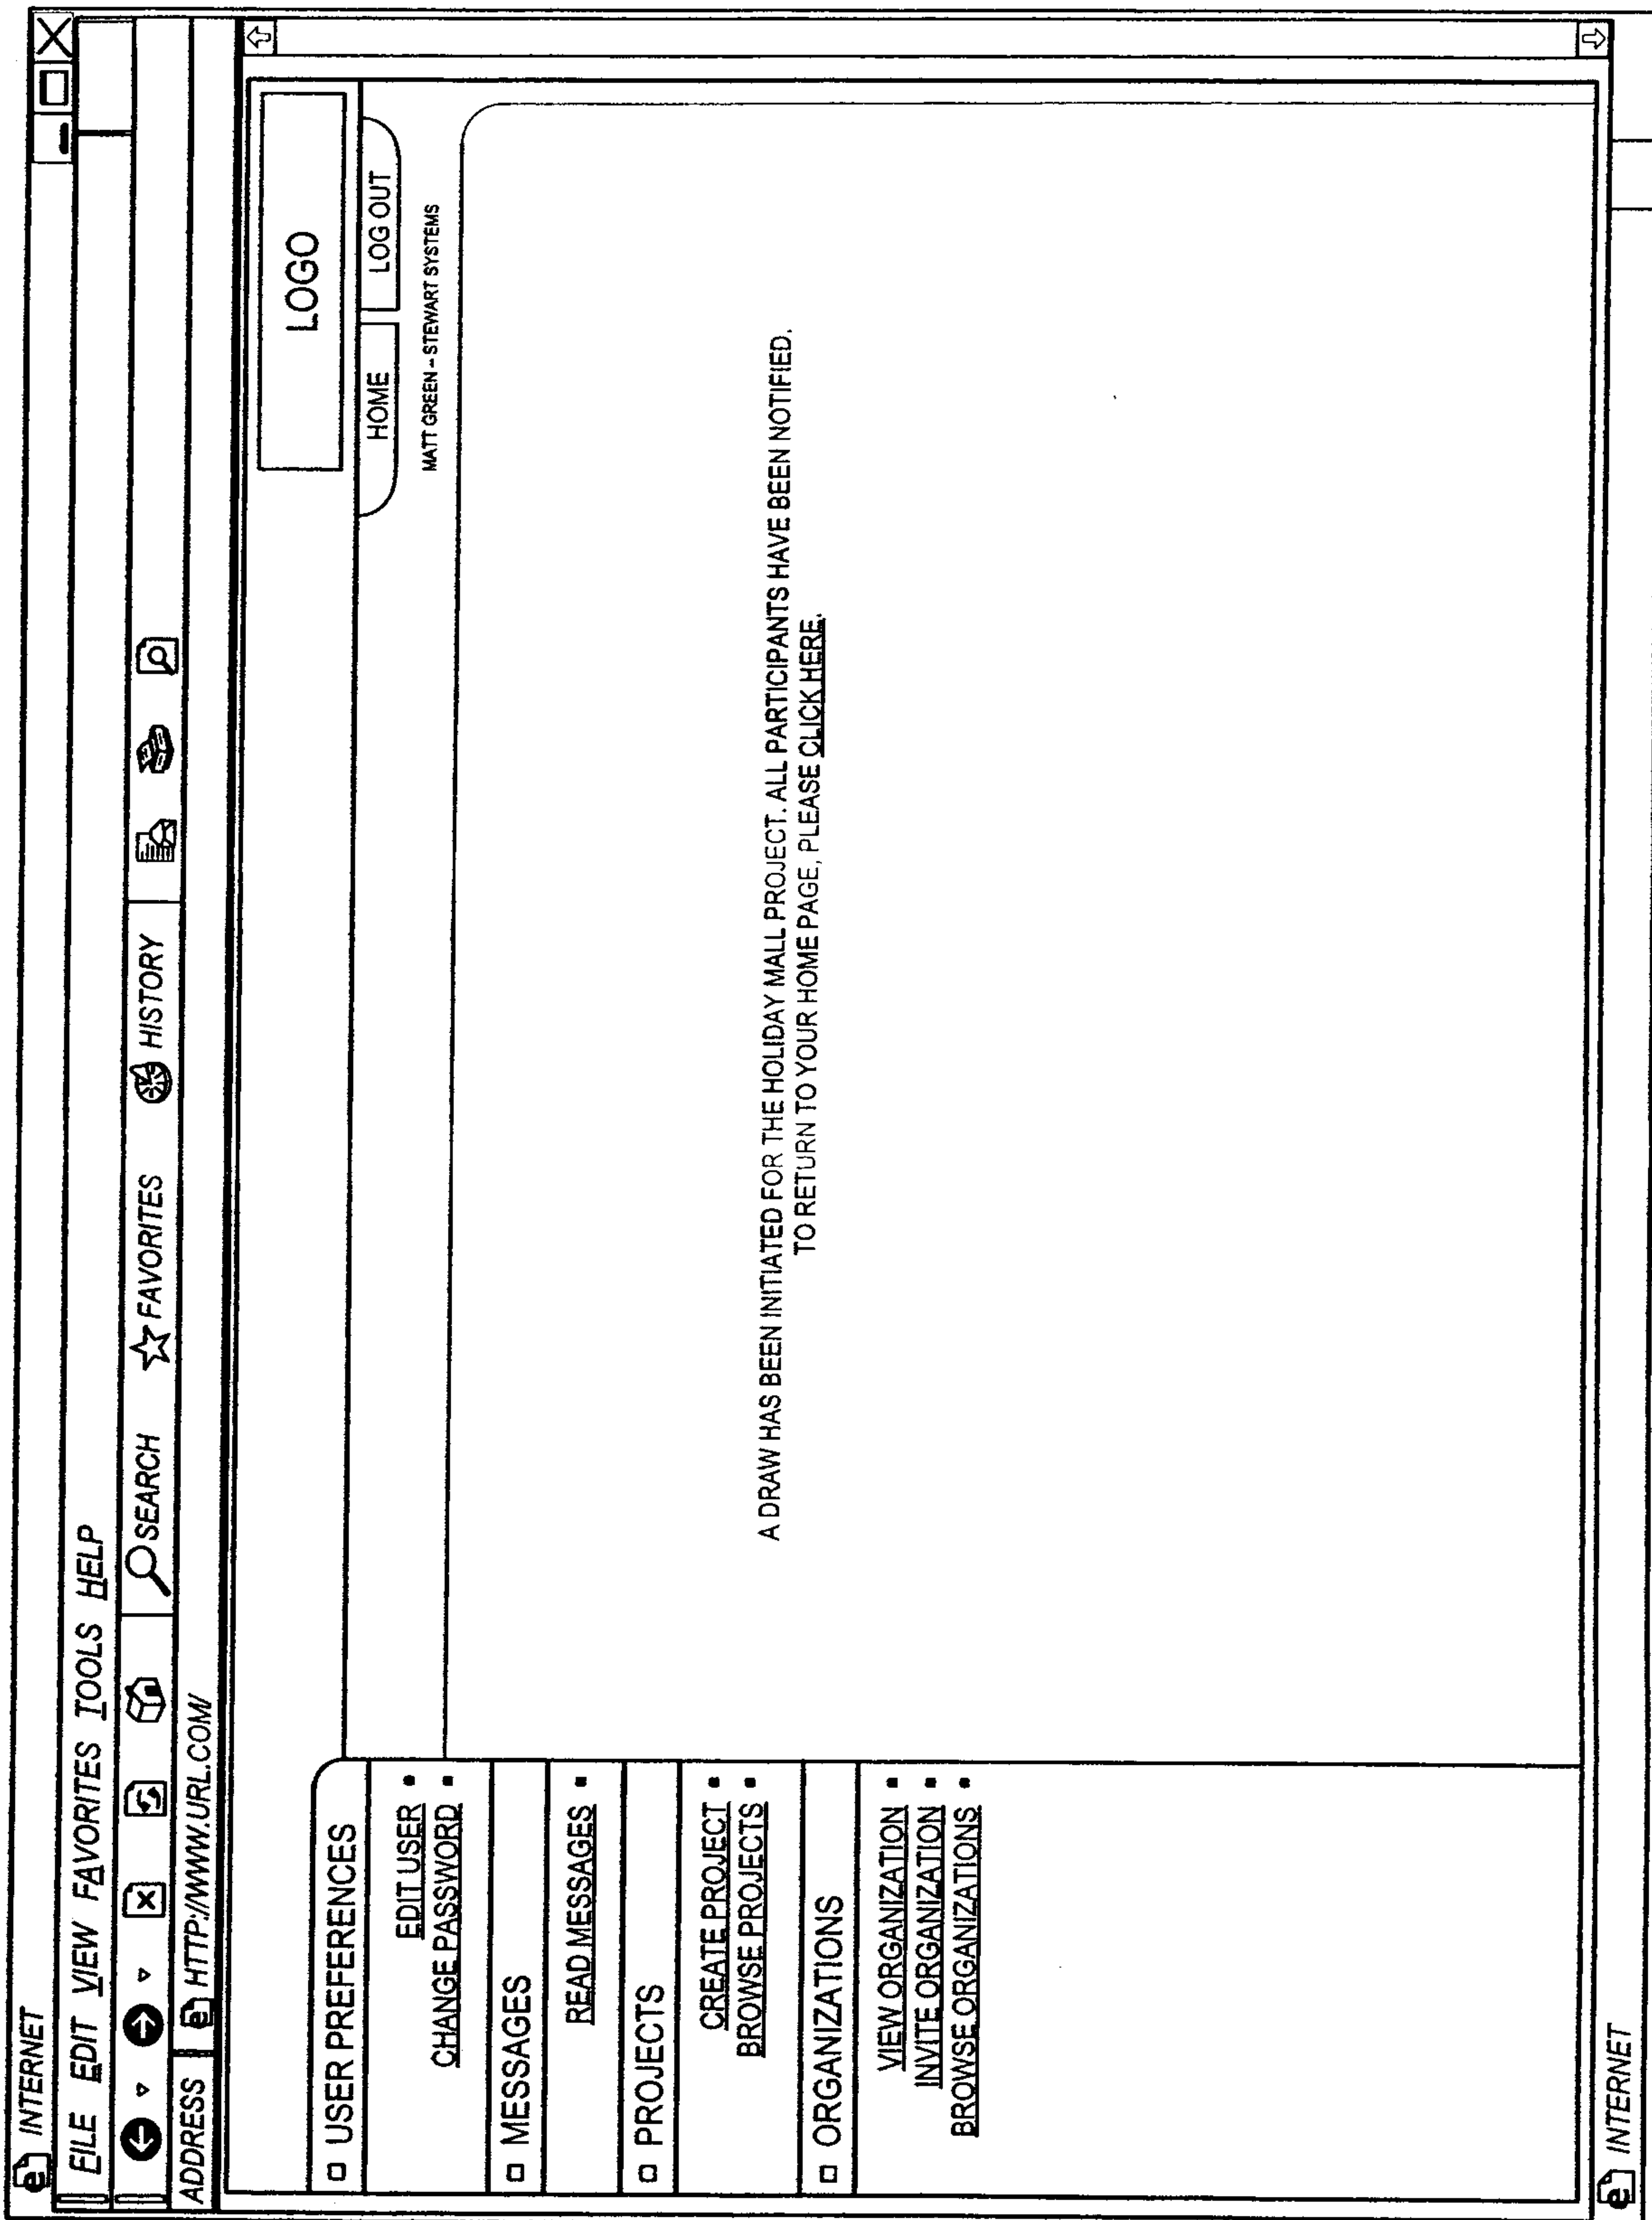 INTERNET
FILE EDIT VIEW FAVORITES TOOLS HELP
SEARCH FAVORITES HISTORY
ADDRESS HTTP://WWW.URL.COM/
LOGO
HOME LOG OUT
MATT GREEN - STEWART SYSTEMS
USER PREFERENCES
EDIT USER
CHANGE PASSWORD
MESSAGES
READ MESSAGES
PROJECTS
CREATE PROJECT
BROWSE PROJECTS
ORGANIZATIONS
VIEW ORGANIZATION
INVITE ORGANIZATION
BROWSE ORGANIZATIONS
A DRAW HAS BEEN INITIATED FOR THE HOLIDAY MALL PROJECT. ALL PARTICIPANTS HAVE BEEN NOTIFIED.
TO RETURN TO YOUR HOME PAGE, PLEASE CLICK HERE.
INTERNET